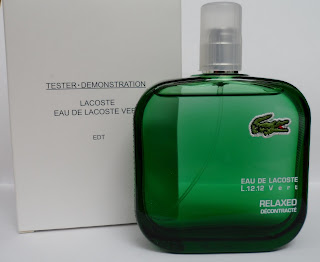 TESTER • DEMONSTRATION
LACOSTE
EAU DE LACOSTE VERT
EDT
EAU DE LACOSTE
L.12.12 Vert
RELAXED
DÉCONTRACTÉ